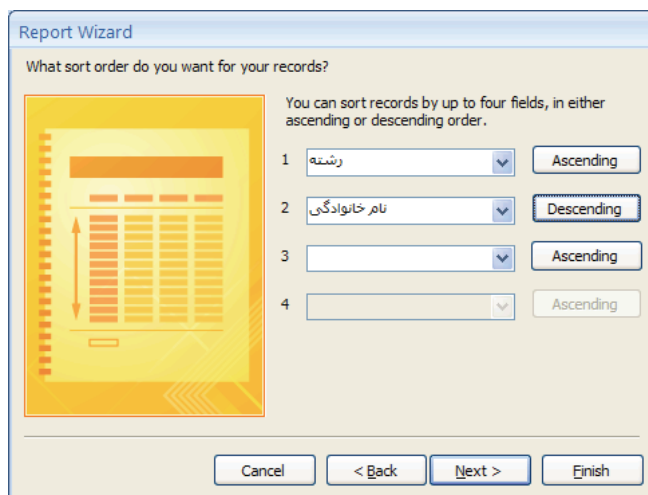 Report Wizard
What sort order do you want for your records?
You can sort records by up to four fields, in either
ascending or descending order.
1 رشته Ascending
2 نام خانوادگی Descending
3 Ascending
4 Ascending
Cancel < Back Next > Finish